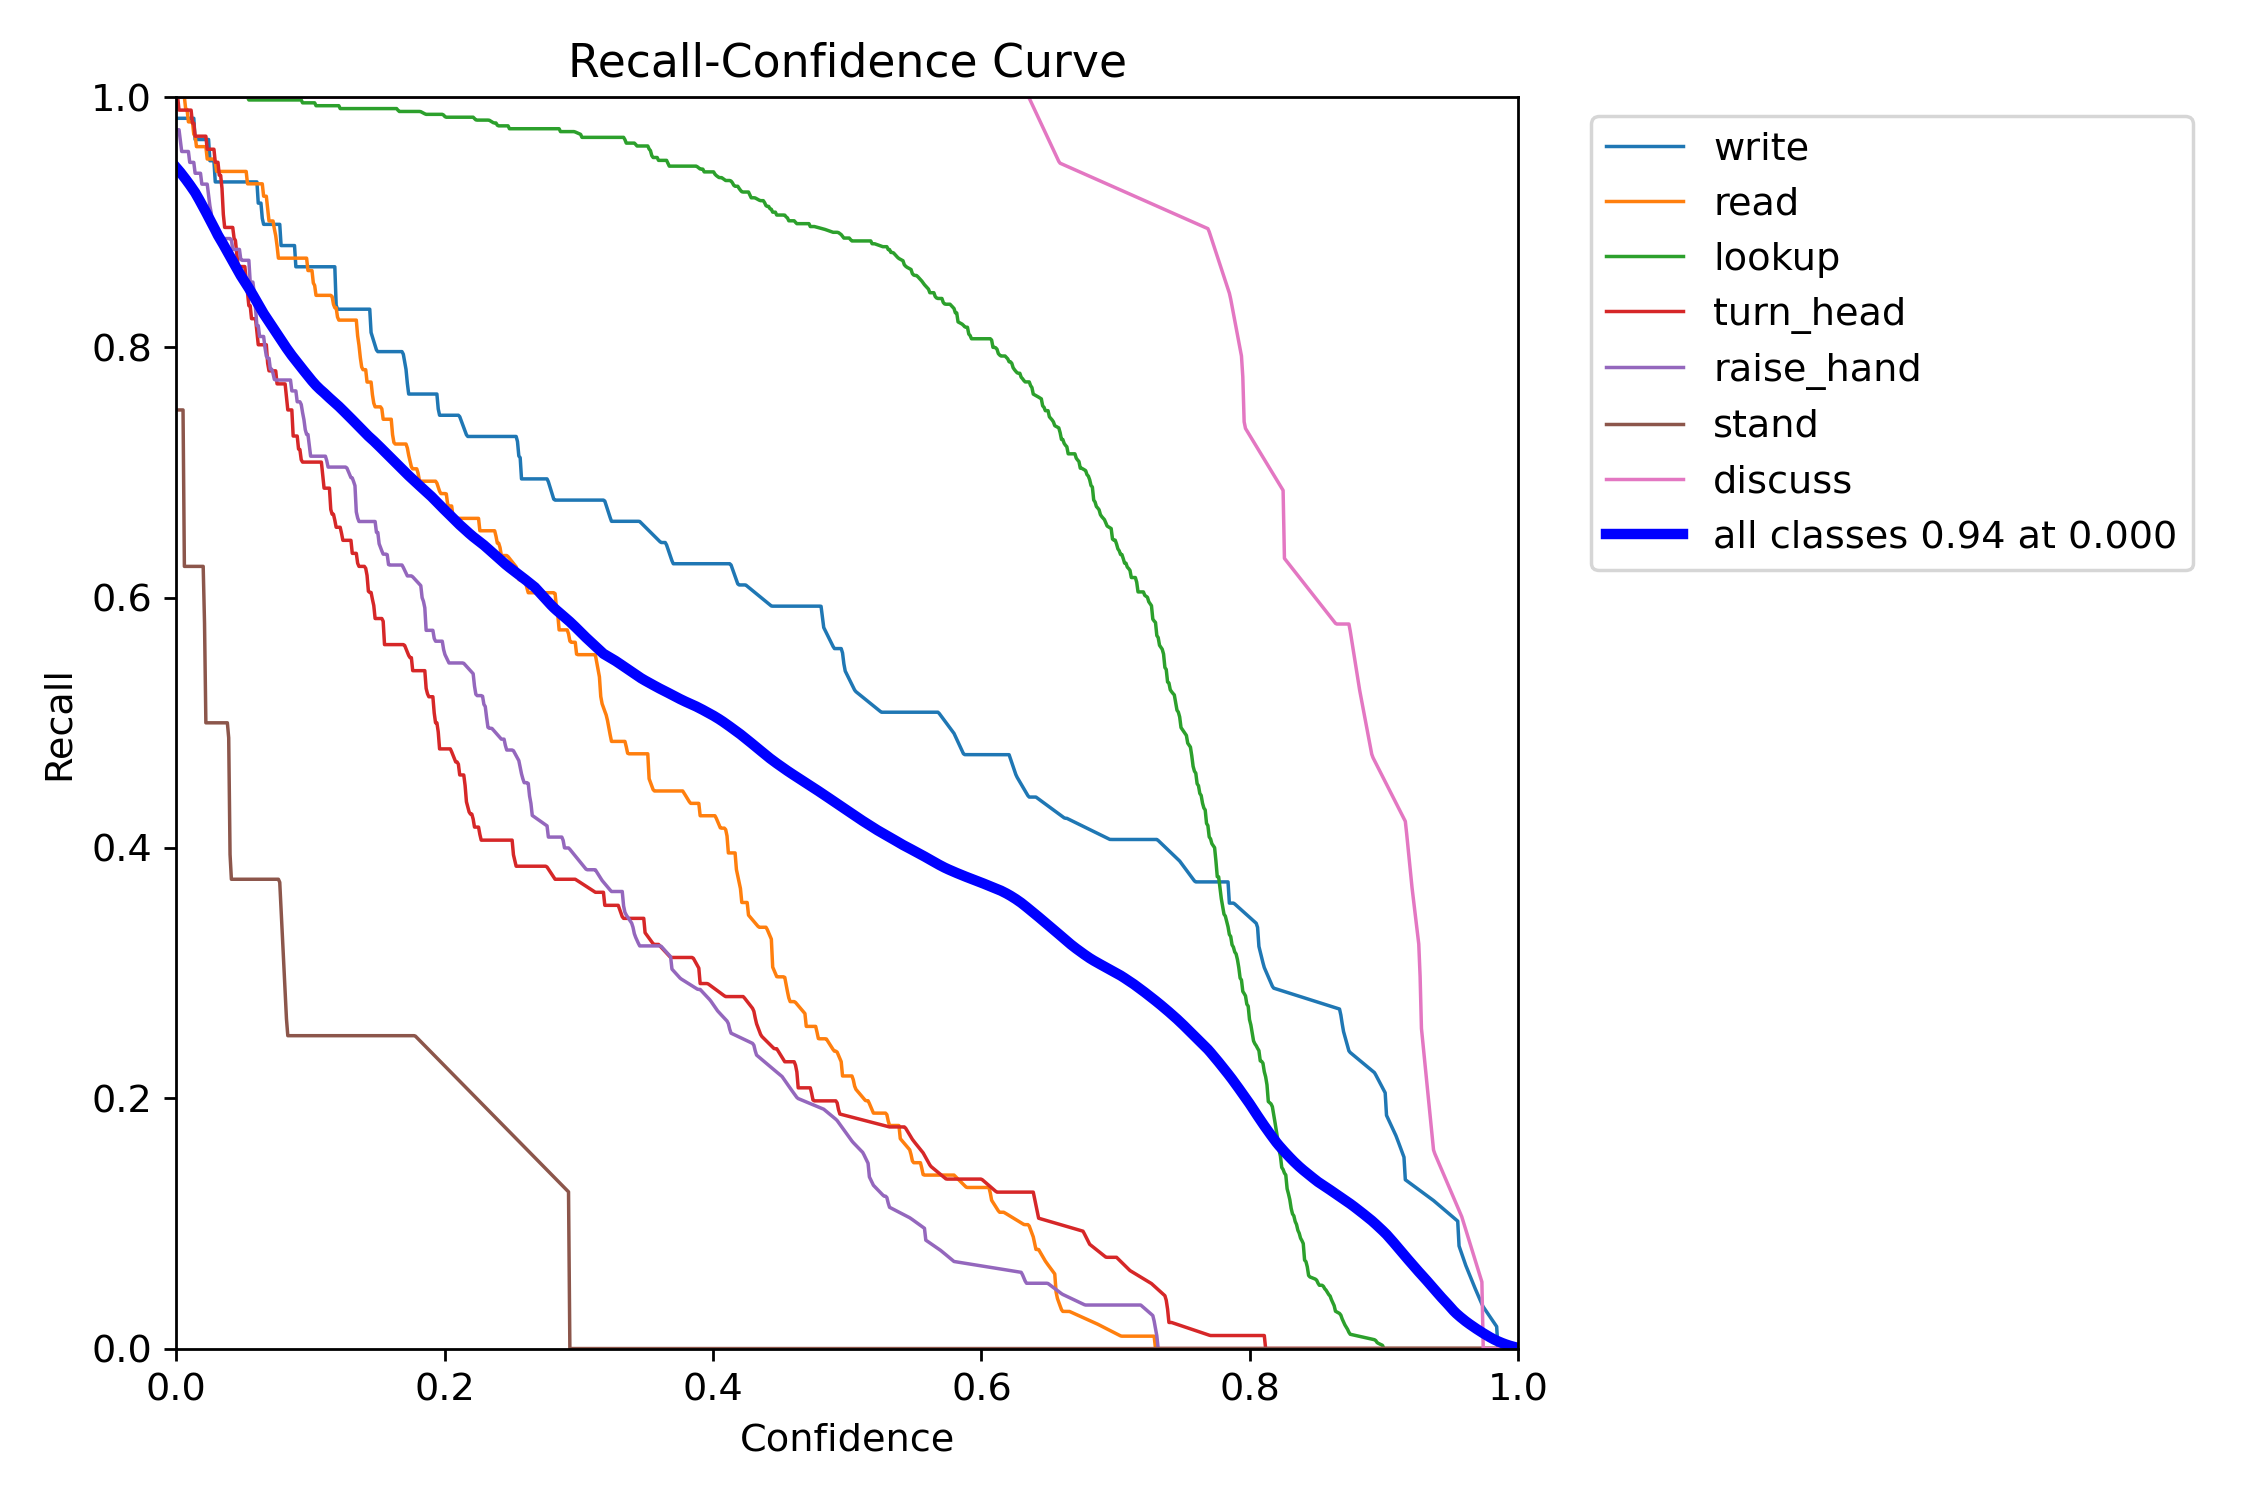 Recall-Confidence Curve
1.0
0.8
0.6
0.4
0.2
0.0
Recall
0.0 0.2 0.4 0.6 0.8 1.0
Confidence
write
read
lookup
turn_head
raise_hand
stand
discuss
all classes 0.94 at 0.000